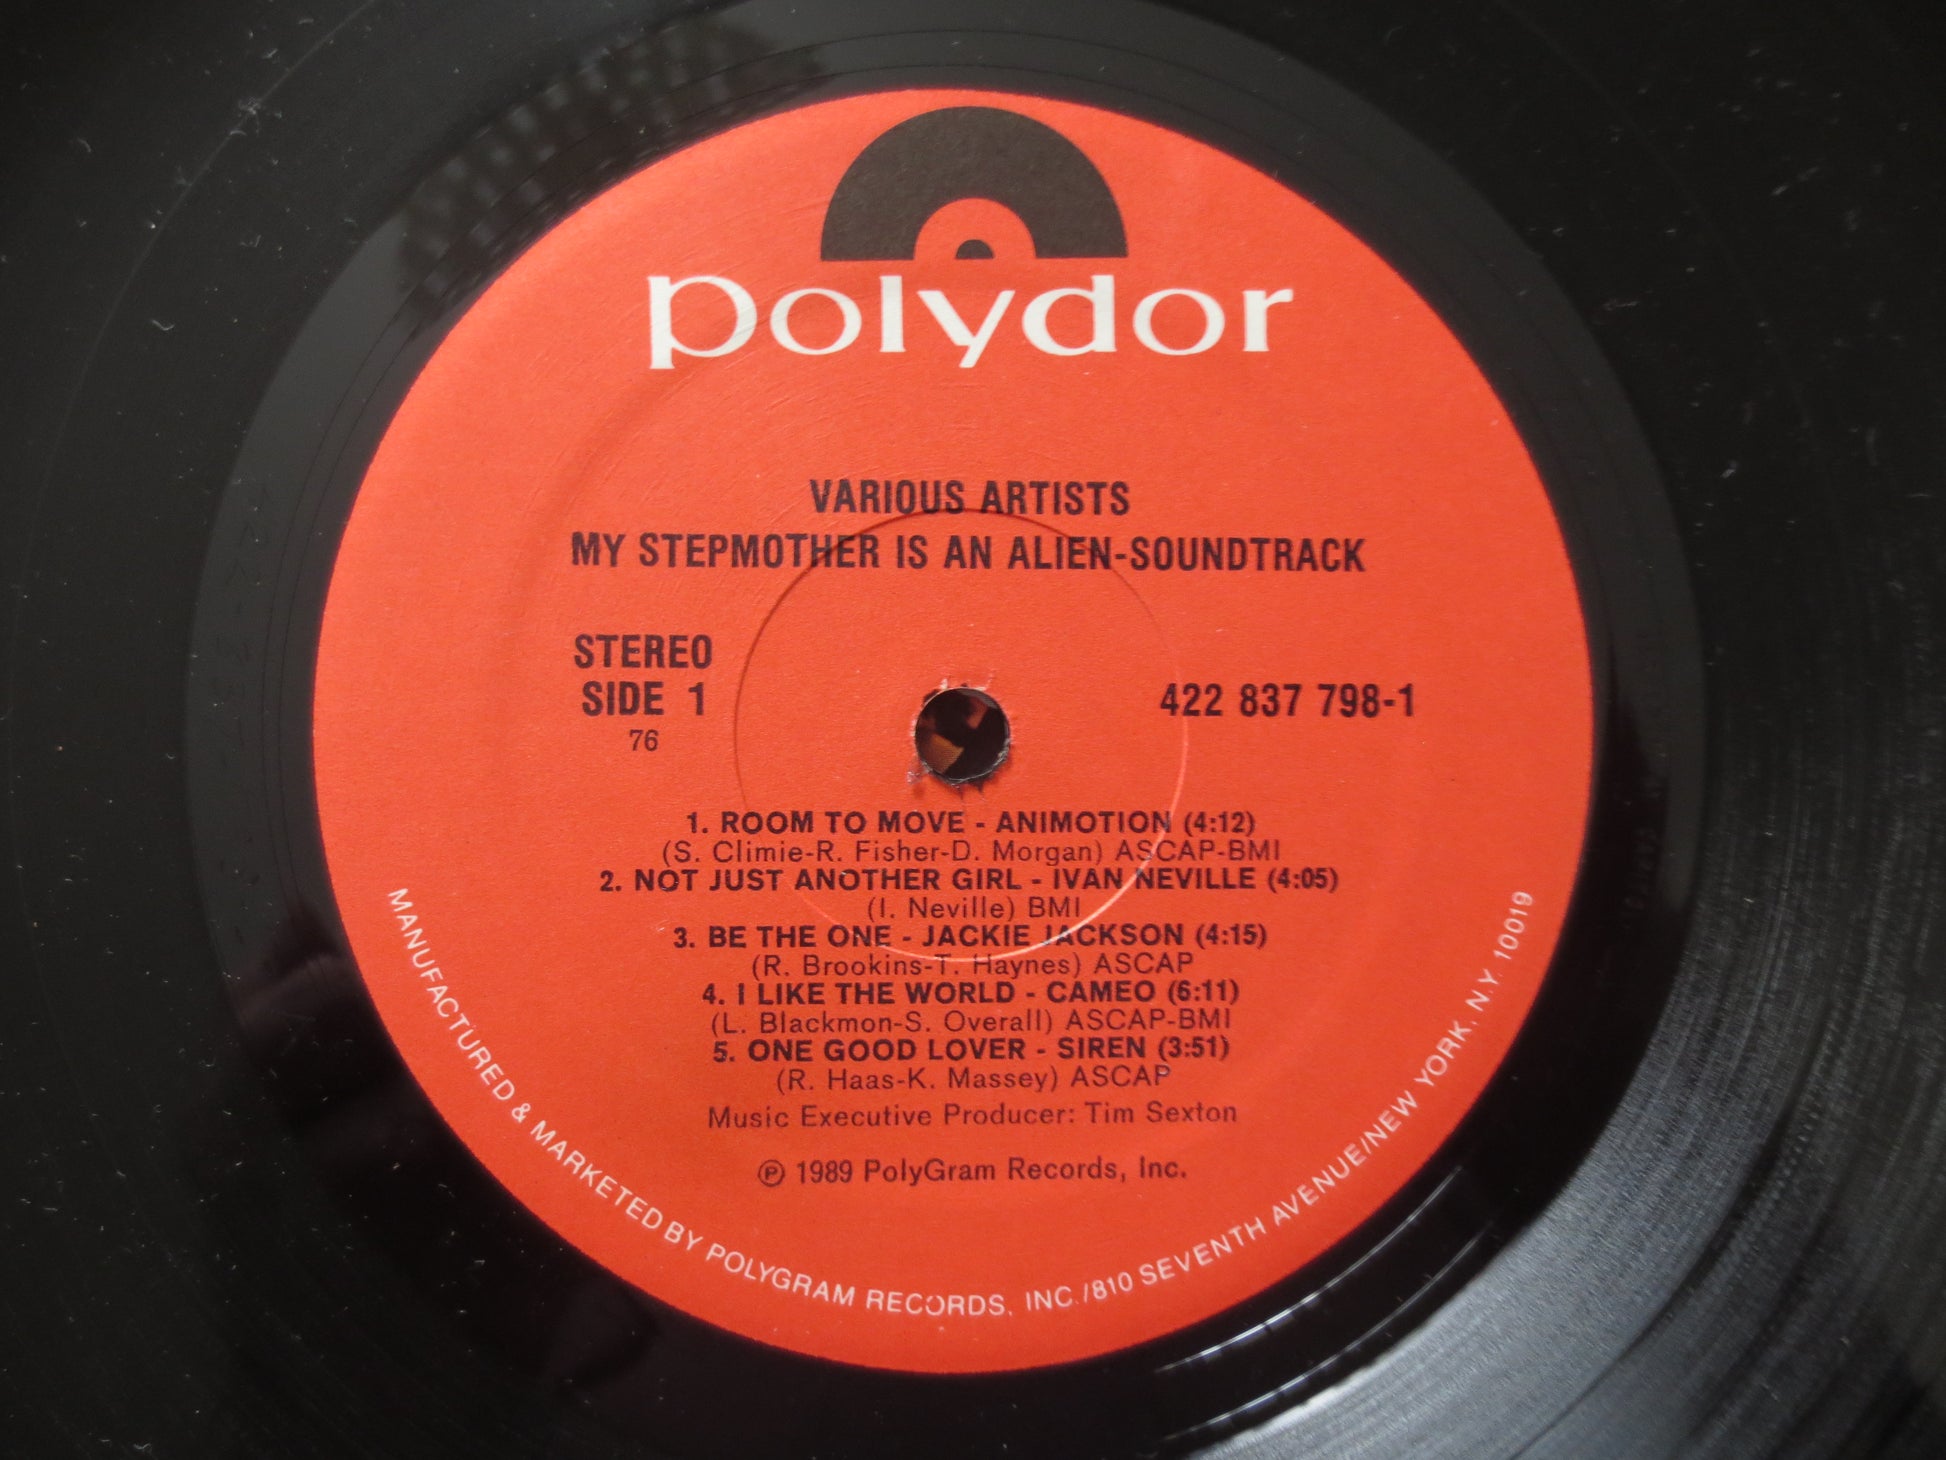 polydor
VARIOUS ARTISTS
MY STEPMOTHER IS AN ALIEN-SOUNDTRACK
STEREO
SIDE 1
76
422 837 798-1
1. ROOM TO MOVE - ANIMOTION (4:12)
(S. Climie-R. Fisher-D. Morgan) ASCAP-BMI
2. NOT JUST ANOTHER GIRL - IVAN NEVILLE (4:05)
(I. Neville) BMI
3. BE THE ONE - JACKIE JACKSON (4:15)
(R. Brookins-T. Haynes) ASCAP
4. I LIKE THE WORLD - CAMEO (6:11)
(L. Blackmon-S. Overall) ASCAP-BMI
5. ONE GOOD LOVER - SIREN (3:51)
(R. Haas-K. Massey) ASCAP
Music Executive Producer: Tim Sexton
℗ 1989 PolyGram Records, Inc.
MANUFACTURED & MARKETED BY POLYGRAM RECORDS, INC./810 SEVENTH AVENUE/NEW YORK, N.Y. 10019